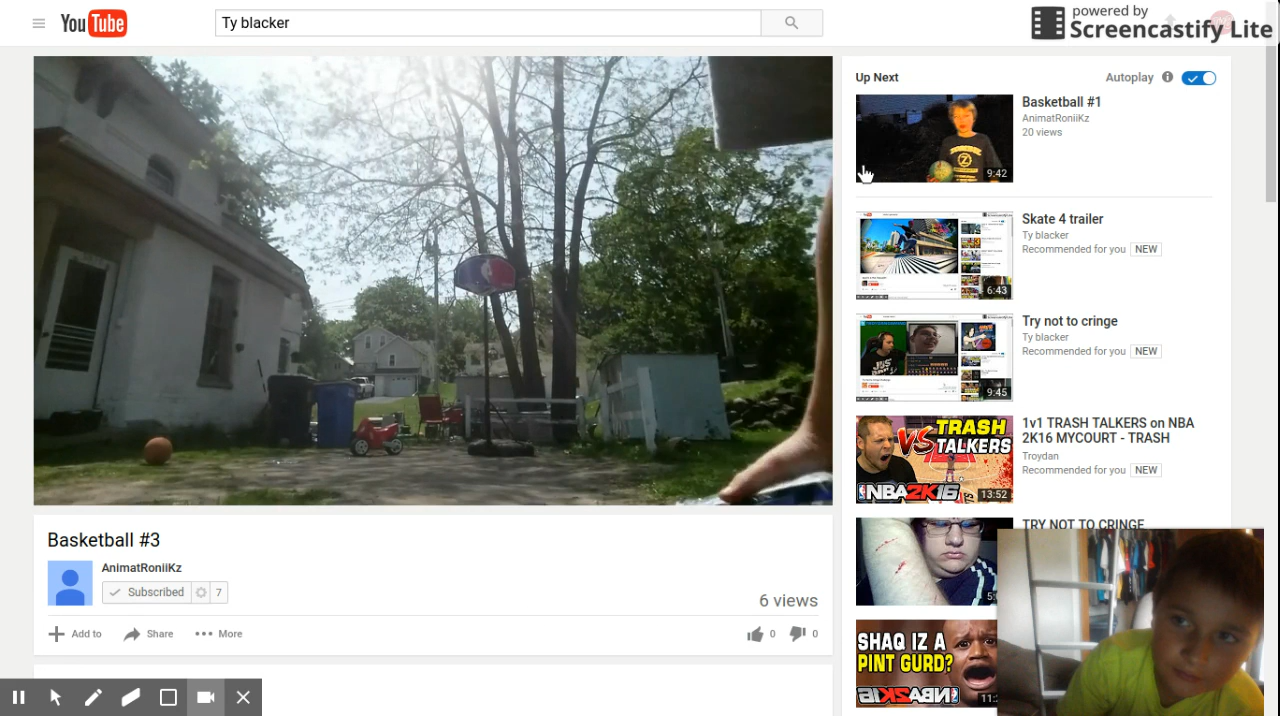 YouTube
Ty blacker
powered by
Screencastify Lite
Up Next
Autoplay
Basketball #1
AnimatRoniiKz
20 views
9:42
Skate 4 trailer
Ty blacker
Recommended for you NEW
6:43
Try not to cringe
Ty blacker
Recommended for you NEW
9:45
TRASH
VS TALKERS
NBA2K16
13:52
1v1 TRASH TALKERS on NBA
2K16 MYCOURT - TRASH
Troydan
Recommended for you NEW
TRY NOT TO CRINGE
SHAQ IZ A
PINT GURD?
Basketball #3
AnimatRoniiKz
Subscribed 7
6 views
Add to Share More
0 0